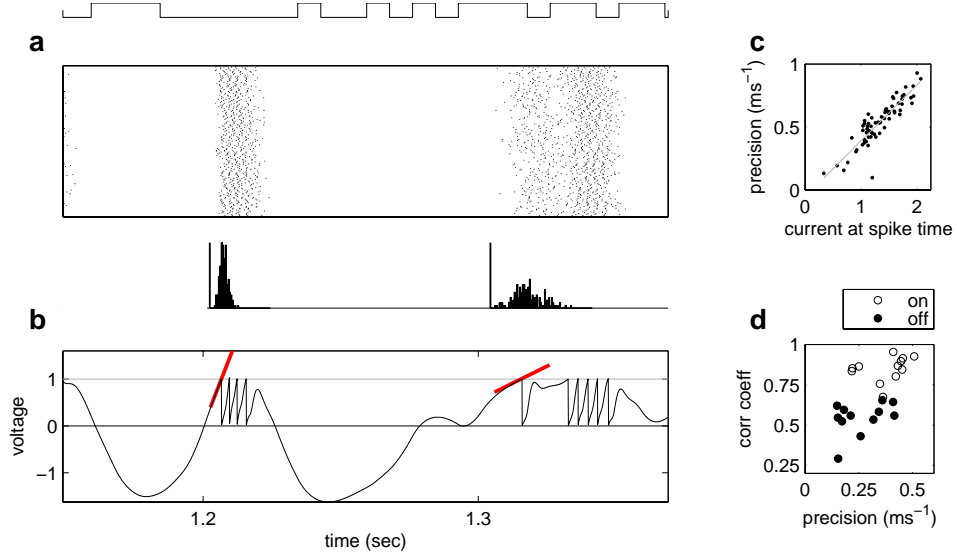 a
b
1
0
−1
voltage
1.2
1.3
time (sec)
c
1
0.5
0
precision (ms⁻¹)
0
1
2
current at spike time
on
off
d
1
0.75
0.5
0.25
corr coeff
0
0.25
0.5
precision (ms⁻¹)